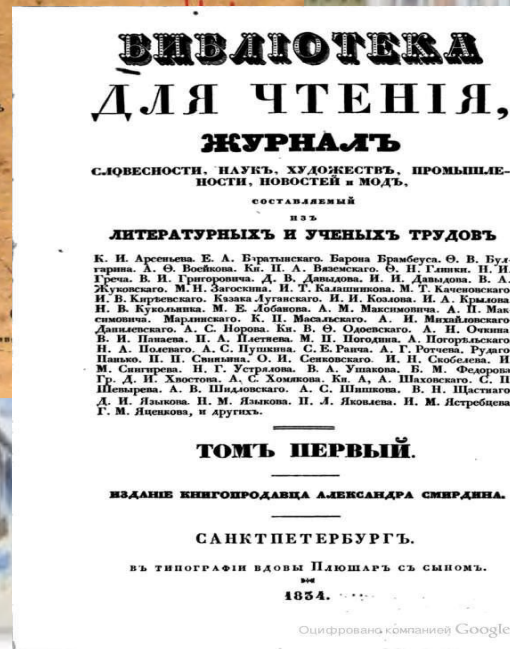 БИБЛІОТЕКА
ДЛЯ ЧТЕНІЯ,
ЖУРНАЛЪ
СЛОВЕСНОСТИ, НАУКЪ, ХУДОЖЕСТВЪ, ПРОМЫШЛЕ-
НОСТИ, НОВОСТЕЙ и МОДЪ,
СОСТАВЛЯЕМЫЙ
ИЗЪ
ЛИТЕРАТУРНЫХЪ И УЧЕНЫХЪ ТРУДОВЪ
К. И. Арсеньева. Е. А. Баратынскаго. Барона Брамбеуса. Ѳ. В. Бул-
гарина. А. Ѳ. Воейкова. Кн. П. А. Вяземскаго. Ѳ. Н. Глинки. Н. И.
Греча. В. И. Григоровича. Д. В. Давыдова. И. И. Давыдова. В. А.
Жуковскаго. М. Н. Загоскина. И. Т. Калашникова. М. Т. Каченовскаго
И. В. Кирѣевскаго. Казака Луганскаго. И. И. Козлова. И. А. Крылова
Н. В. Кукольника. М. Е. Лобанова. А. М. Максимовича. А. П. Мак
симовича. Марлинскаго. К. П. Масальскаго. А. И. Михайловскаго
Данилевскаго. А. С. Норова. Кн. В. Ѳ. Одоевскаго. А. Н. Очкина
В. И. Панаева. П. А. Плетнева. М. П. Погодина. А. Погорѣльскаго
Н. А. Полеваго. А. С. Пушкина. С. Е. Раича. А. Г. Ротчева. Рудаго
Панько. П. П. Свиньина. О. И. Сенковскаго. И. Н. Скобелева. И
М. Снигирева. Н. Г. Устрялова. В. А. Ушакова. Б. М. Федорова
Гр. Д. И. Хвостова. А. С. Хомякова. Кн. А, А. Шаховскаго. С. П
Шевырева. А. В. Шидловскаго. А. С. Шишкова. В. Н. Щастнаго
Д. И. Языкова. Н. М. Языкова. П. Л. Яковлева. И. М. Ястребцева
Г. М. Яценкова, и другихъ.
ТОМЪ ПЕРВЫЙ.
ИЗДАНІЕ КНИГОПРОДАВЦА АЛЕКСАНДРА СМИРДИНА.
САНКТПЕТЕРБУРГЪ.
ВЪ ТИПОГРАФІИ ВДОВЫ ПЛЮШАРЪ СЪ СЫНОМЪ.
1834.
Оцифровано компанией Google